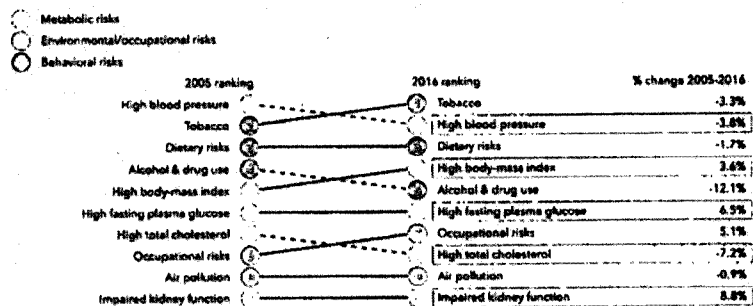 Metabolic risks
Environmental/occupational risks
Behavioral risks
2005 ranking 2016 ranking % change 2005-2016
High blood pressure Tobacco -3.3%
Tobacco High blood pressure -3.8%
Dietary risks Dietary risks -1.7%
Alcohol & drug use High body-mass index 3.6%
High body-mass index Alcohol & drug use -12.1%
High fasting plasma glucose High fasting plasma glucose 6.5%
High total cholesterol Occupational risks 5.1%
Occupational risks High total cholesterol -7.2%
Air pollution Air pollution -0.9%
Impaired kidney function Impaired kidney function 8.8%